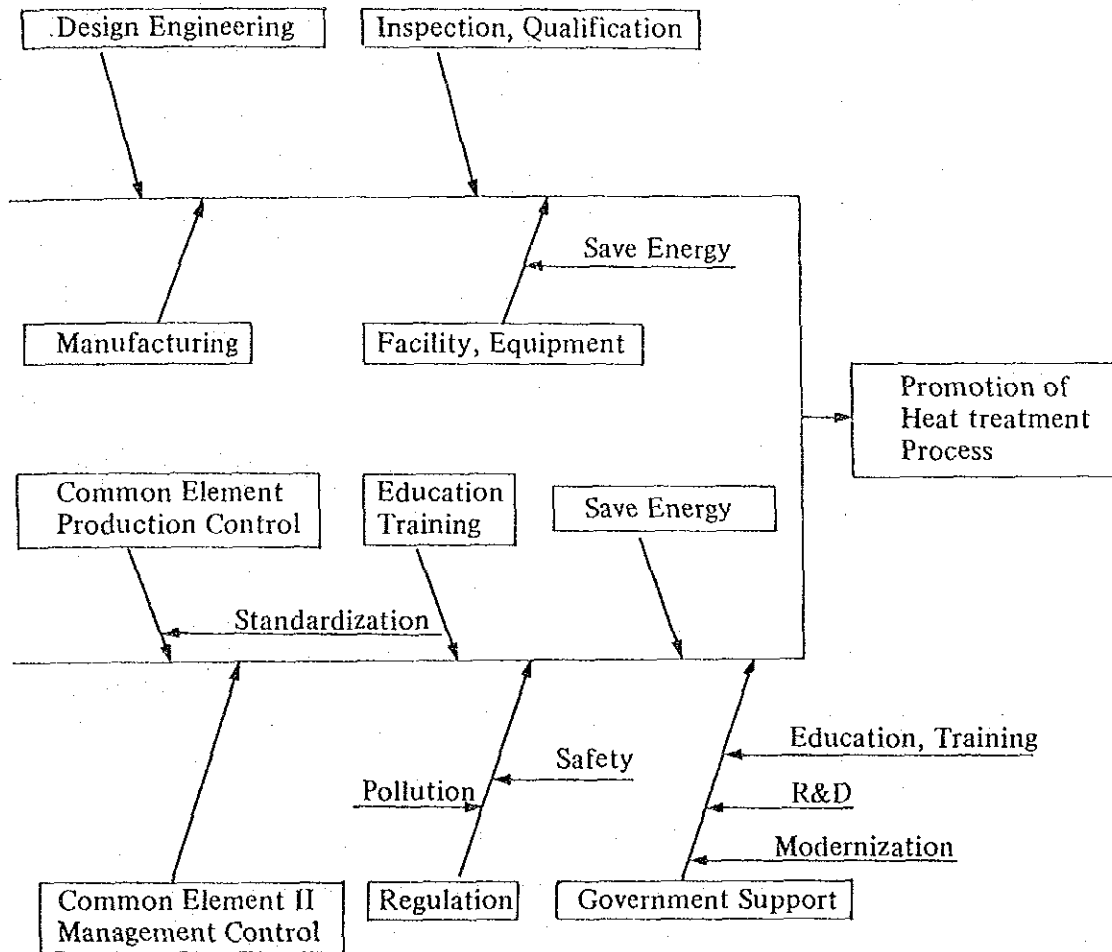 Design Engineering
Inspection, Qualification
Save Energy
Manufacturing
Facility, Equipment
Promotion of
Heat treatment
Process
Common Element
Production Control
Education
Training
Save Energy
Standardization
Safety
Pollution
Education, Training
R&D
Modernization
Common Element II
Management Control
Regulation
Government Support